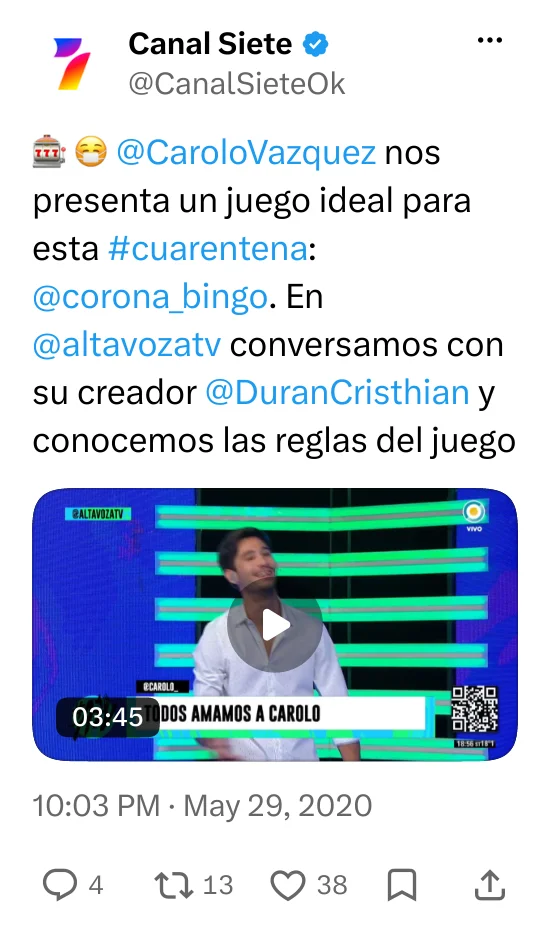 Canal Siete
@CanalSieteOk
🎰 😷 @CaroloVazquez nos
presenta un juego ideal para
esta #cuarentena:
@corona_bingo. En
@altavozatv conversamos con
su creador @DuranCristhian y
conocemos las reglas del juego
@ALTAVOZATV
VIVO
@CAROLO_
03:45
TODOS AMAMOS A CAROLO
10:03 PM · May 29, 2020
4
13
38